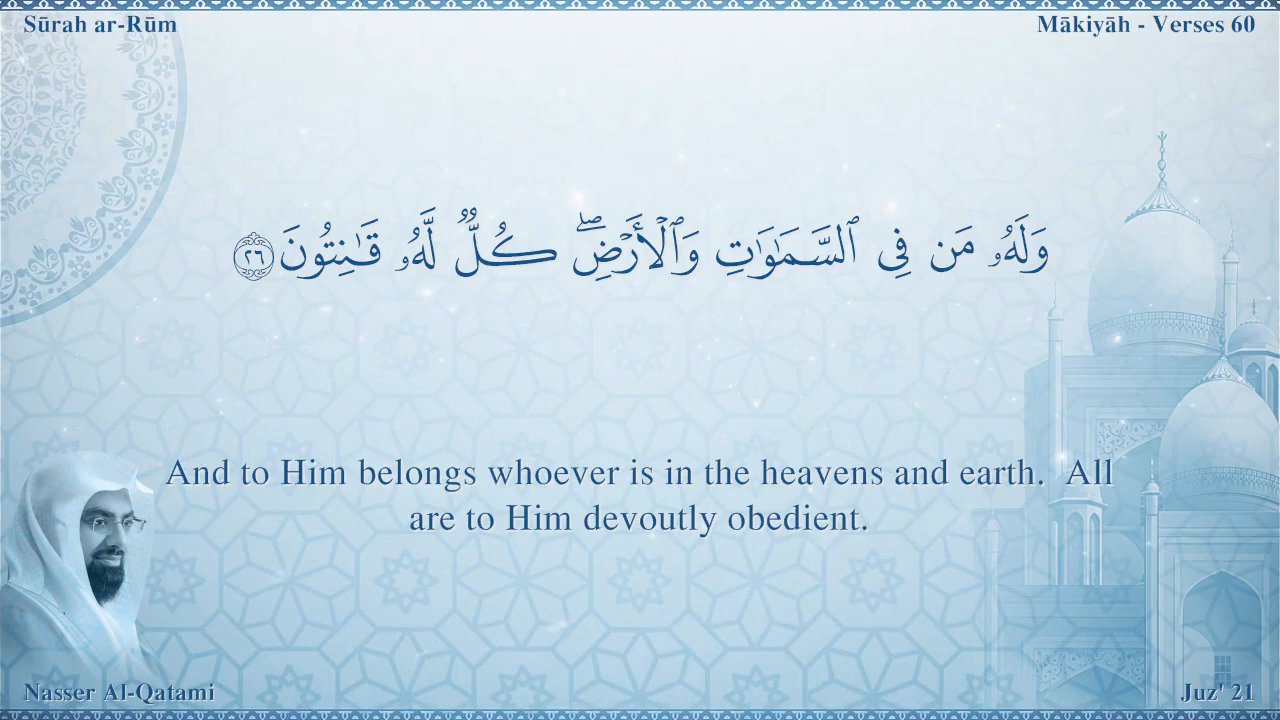 Sūrah ar-Rūm
Mākiyāh - Verses 60
وَلَهُۥ مَن فِى ٱلسَّمَـٰوَٰتِ وَٱلْأَرْضِ ۖ كُلٌّۭ لَّهُۥ قَـٰنِتُونَ ٢٦
And to Him belongs whoever is in the heavens and earth.  All
are to Him devoutly obedient.
Nasser Al-Qatami
Juz' 21